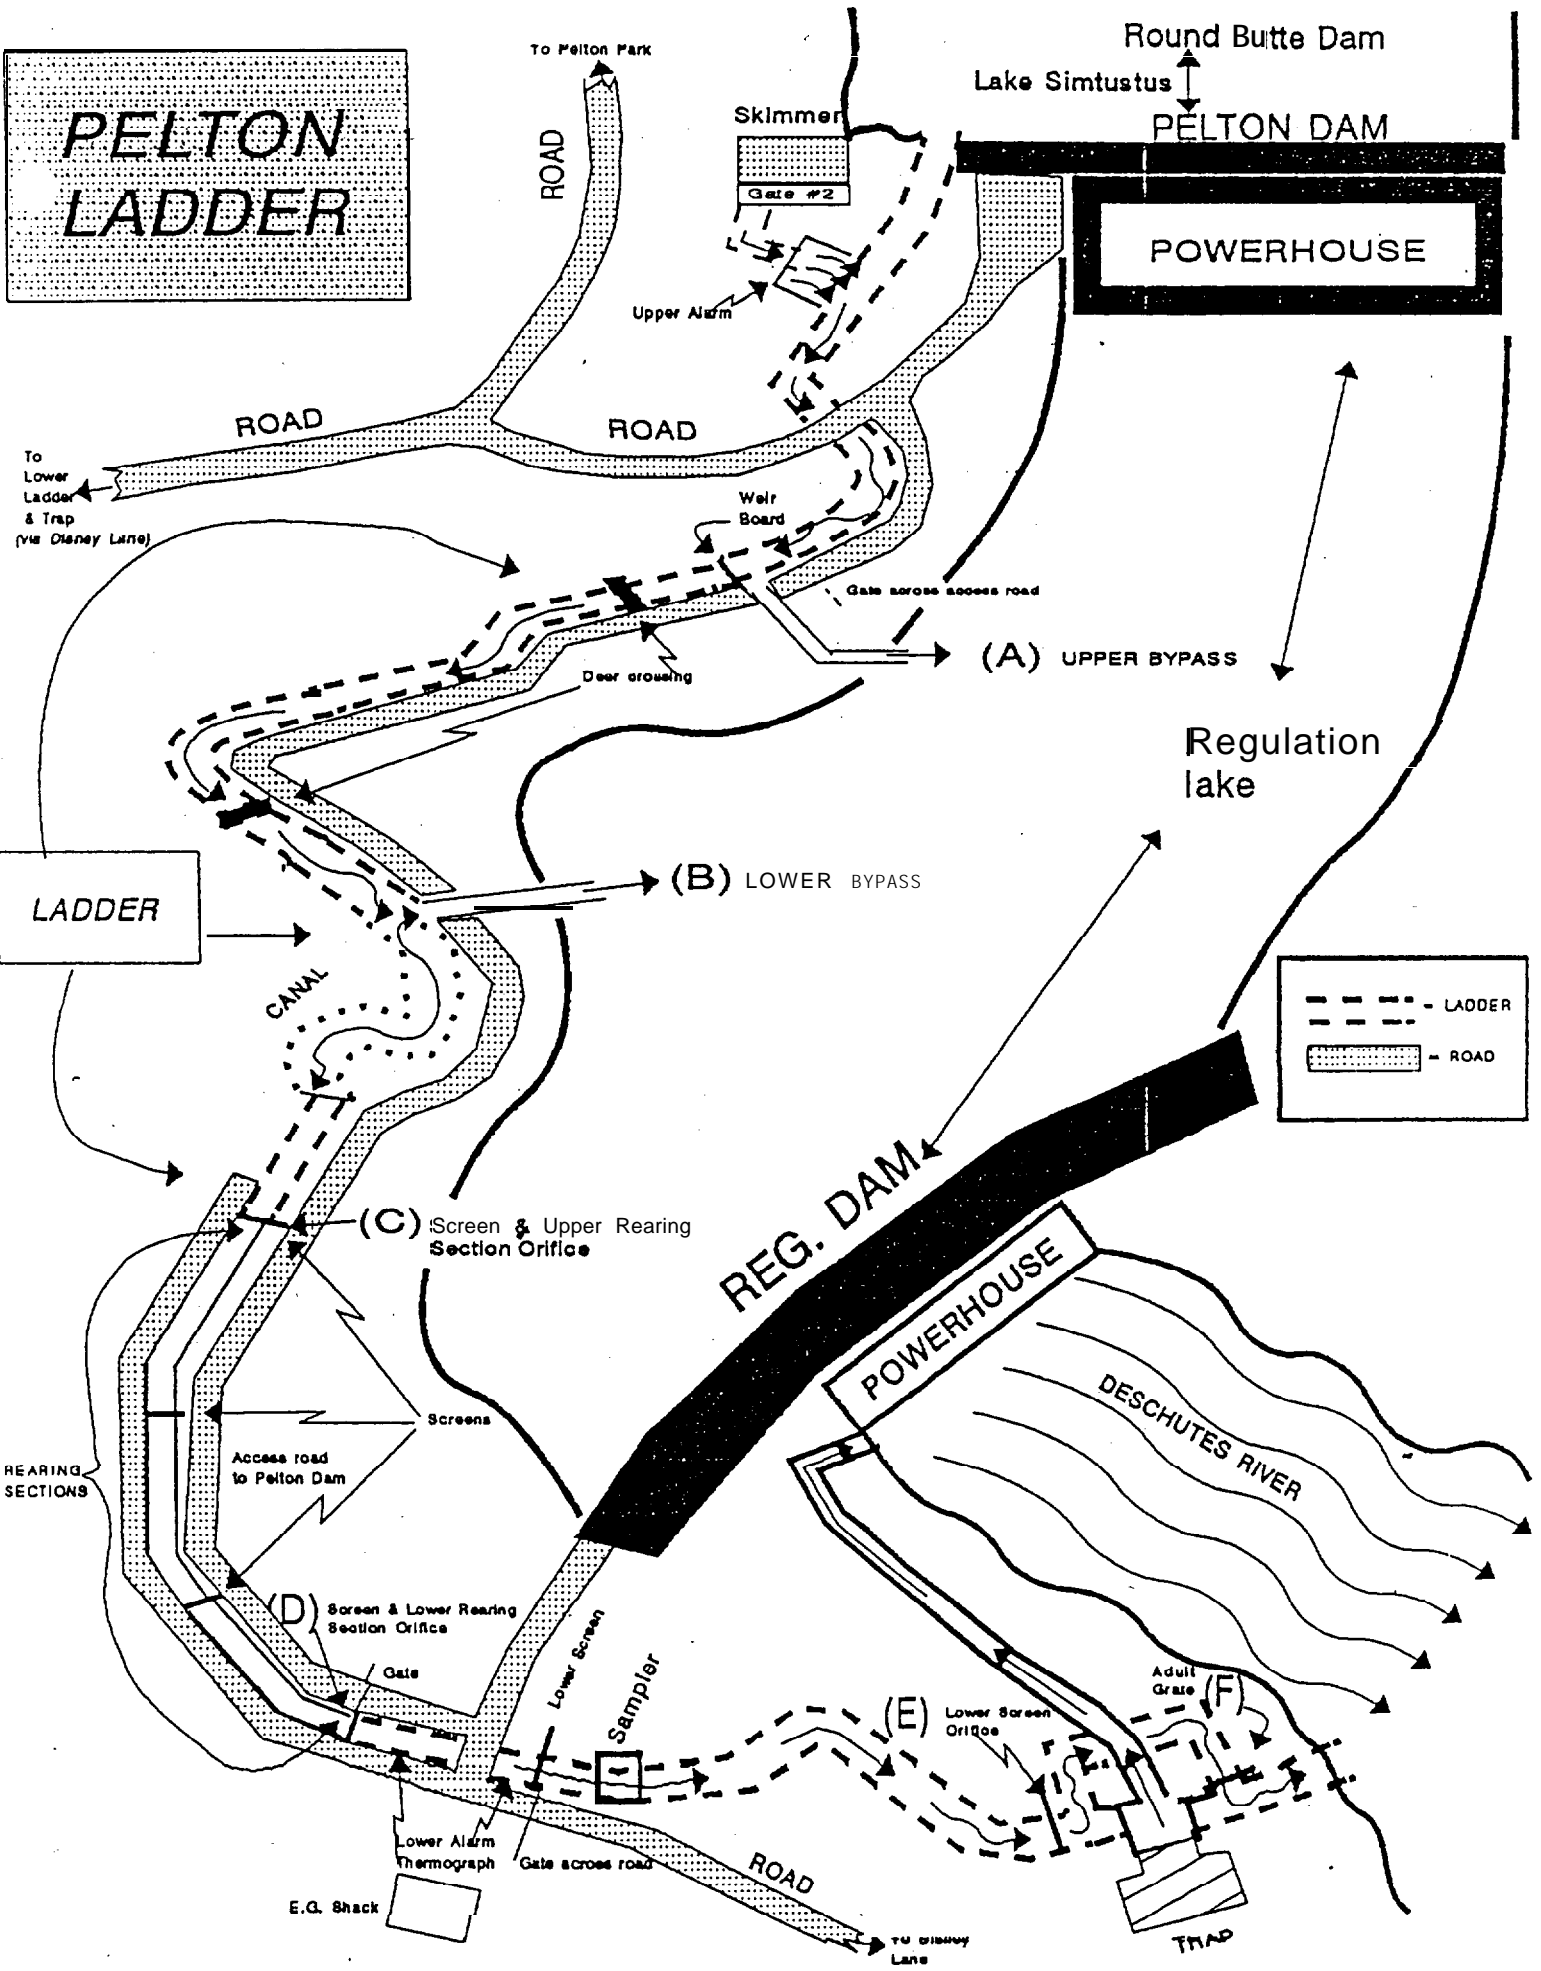 PELTON
LADDER
To Pelton Park
ROAD
Skimmer
Gate #2
Upper Alarm
Round Butte Dam
Lake Simtustus
PELTON DAM
POWERHOUSE
ROAD
ROAD
To
Lower
Ladder
& Trap
(via Disney Lane)
Weir
Board
Gate across access road
(A) UPPER BYPASS
Deer crossing
Regulation
lake
(B) LOWER BYPASS
LADDER
CANAL
- LADDER
- ROAD
REG. DAM
POWERHOUSE
(C) Screen & Upper Rearing
Section Orifice
DESCHUTES RIVER
Screens
Access road
to Pelton Dam
REARING
SECTIONS
(D) Screen & Lower Rearing
Section Orifice
Gate
Lower Screen
Sampler
(E) Lower Screen
Orifice
Adult
Grate (F)
Lower Alarm
Thermograph
Gate across road
ROAD
E.G. Shack
To Disney
Lane
TRAP